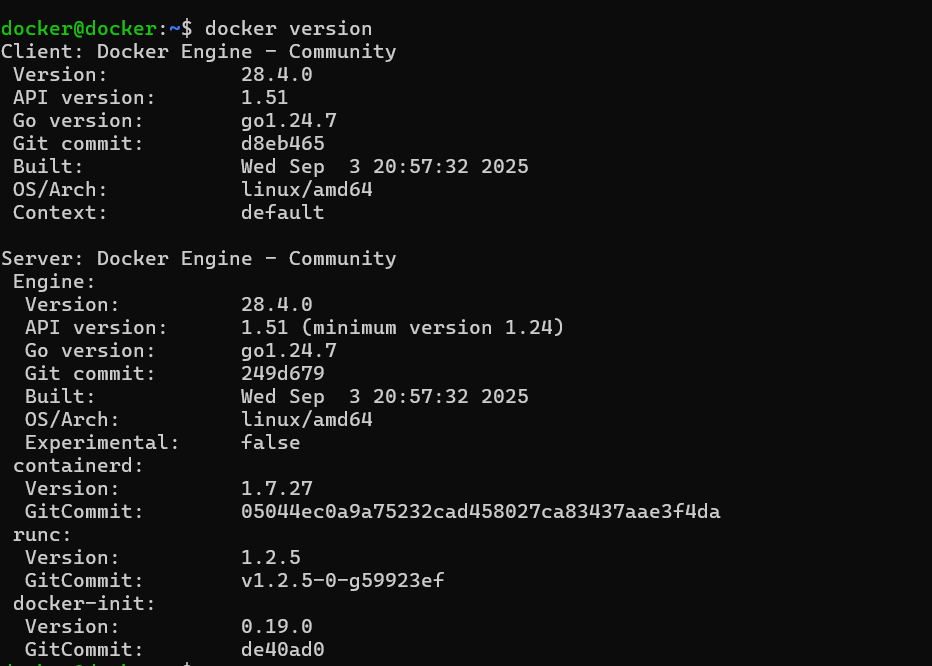 docker@docker:~$ docker version
Client: Docker Engine - Community
 Version:           28.4.0
 API version:       1.51
 Go version:        go1.24.7
 Git commit:        d8eb465
 Built:             Wed Sep  3 20:57:32 2025
 OS/Arch:           linux/amd64
 Context:           default

Server: Docker Engine - Community
 Engine:
  Version:          28.4.0
  API version:      1.51 (minimum version 1.24)
  Go version:       go1.24.7
  Git commit:       249d679
  Built:            Wed Sep  3 20:57:32 2025
  OS/Arch:          linux/amd64
  Experimental:     false
 containerd:
  Version:          1.7.27
  GitCommit:        05044ec0a9a75232cad458027ca83437aae3f4da
 runc:
  Version:          1.2.5
  GitCommit:        v1.2.5-0-g59923ef
 docker-init:
  Version:          0.19.0
  GitCommit:        de40ad0